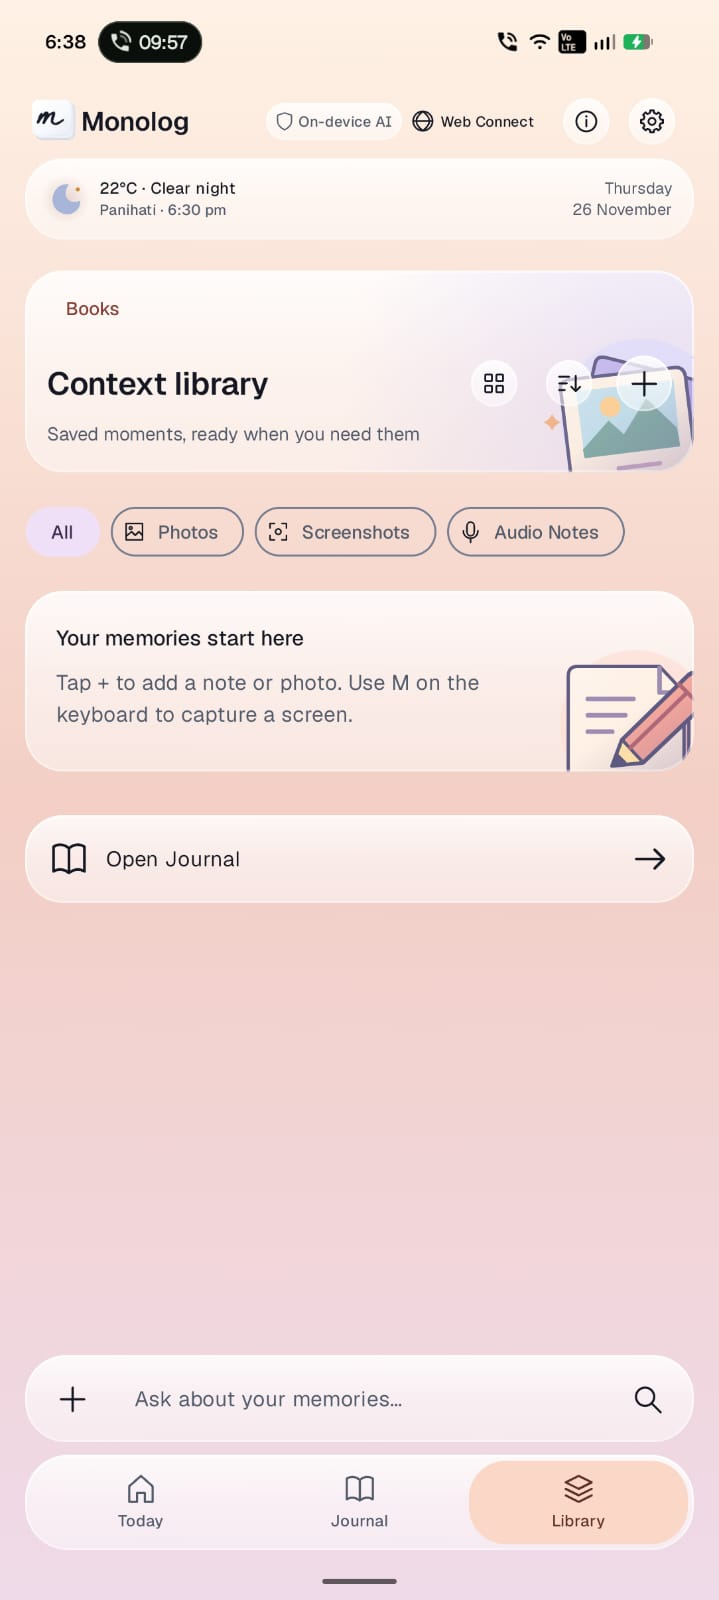 6:38 09:57 Vo LTE
m Monolog On-device AI Web Connect
22°C · Clear night Thursday
Panihati · 6:30 pm 26 November
Books
Context library
Saved moments, ready when you need them
All Photos Screenshots Audio Notes
Your memories start here
Tap + to add a note or photo. Use M on the
keyboard to capture a screen.
Open Journal
Ask about your memories...
Today Journal Library